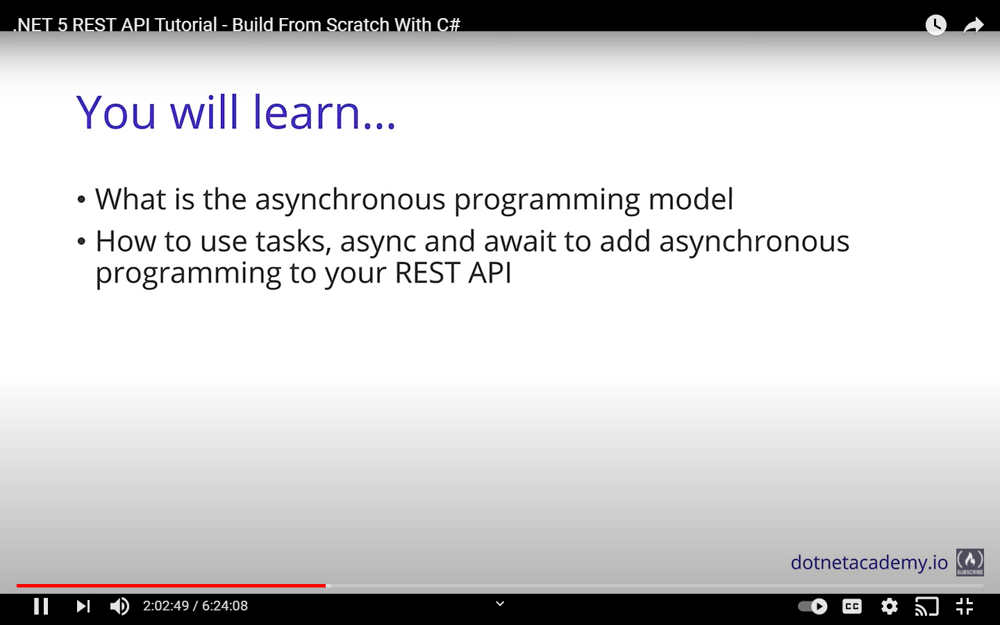 .NET 5 REST API Tutorial - Build From Scratch With C#
You will learn...
• What is the asynchronous programming model
• How to use tasks, async and await to add asynchronous
programming to your REST API
dotnetacademy.io
SUBSCRIBE
2:02:49 / 6:24:08
CC